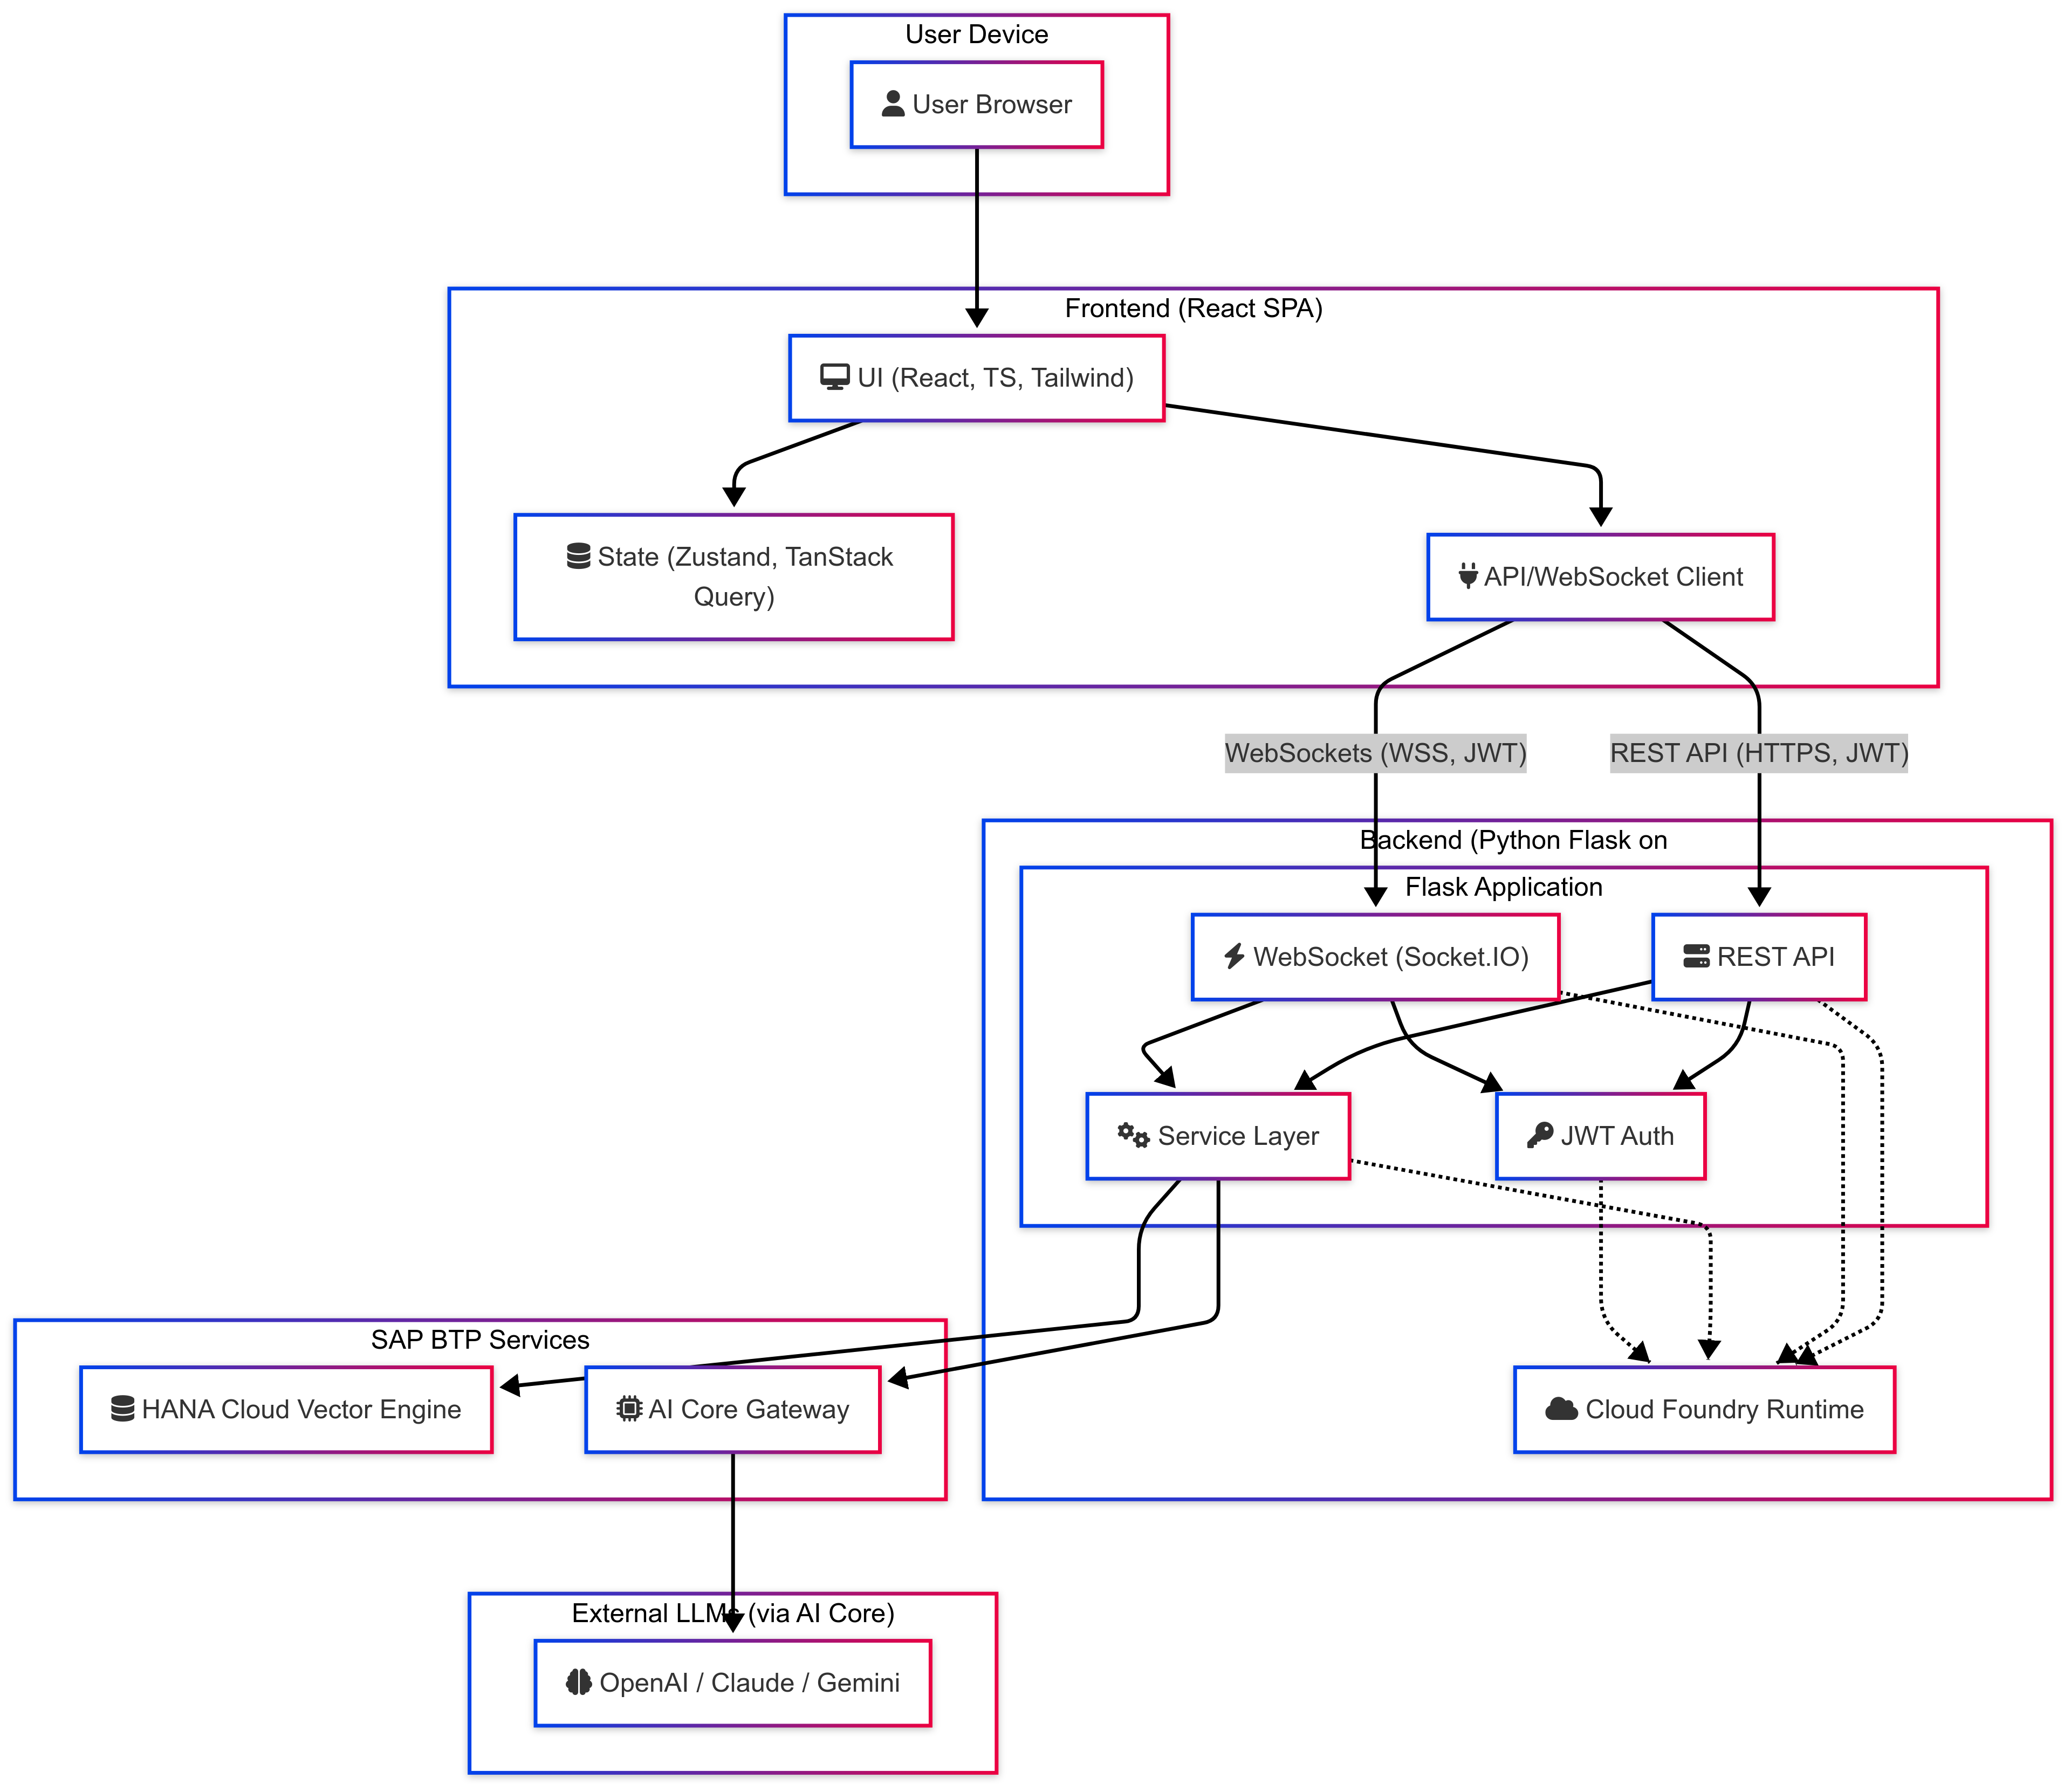 User Device
User Browser
Frontend (React SPA)
UI (React, TS, Tailwind)
State (Zustand, TanStack
Query)
API/WebSocket Client
WebSockets (WSS, JWT)
REST API (HTTPS, JWT)
Backend (Python Flask on
Flask Application
WebSocket (Socket.IO)
REST API
Service Layer
JWT Auth
SAP BTP Services
HANA Cloud Vector Engine
AI Core Gateway
Cloud Foundry Runtime
External LLMs (via AI Core)
OpenAI / Claude / Gemini